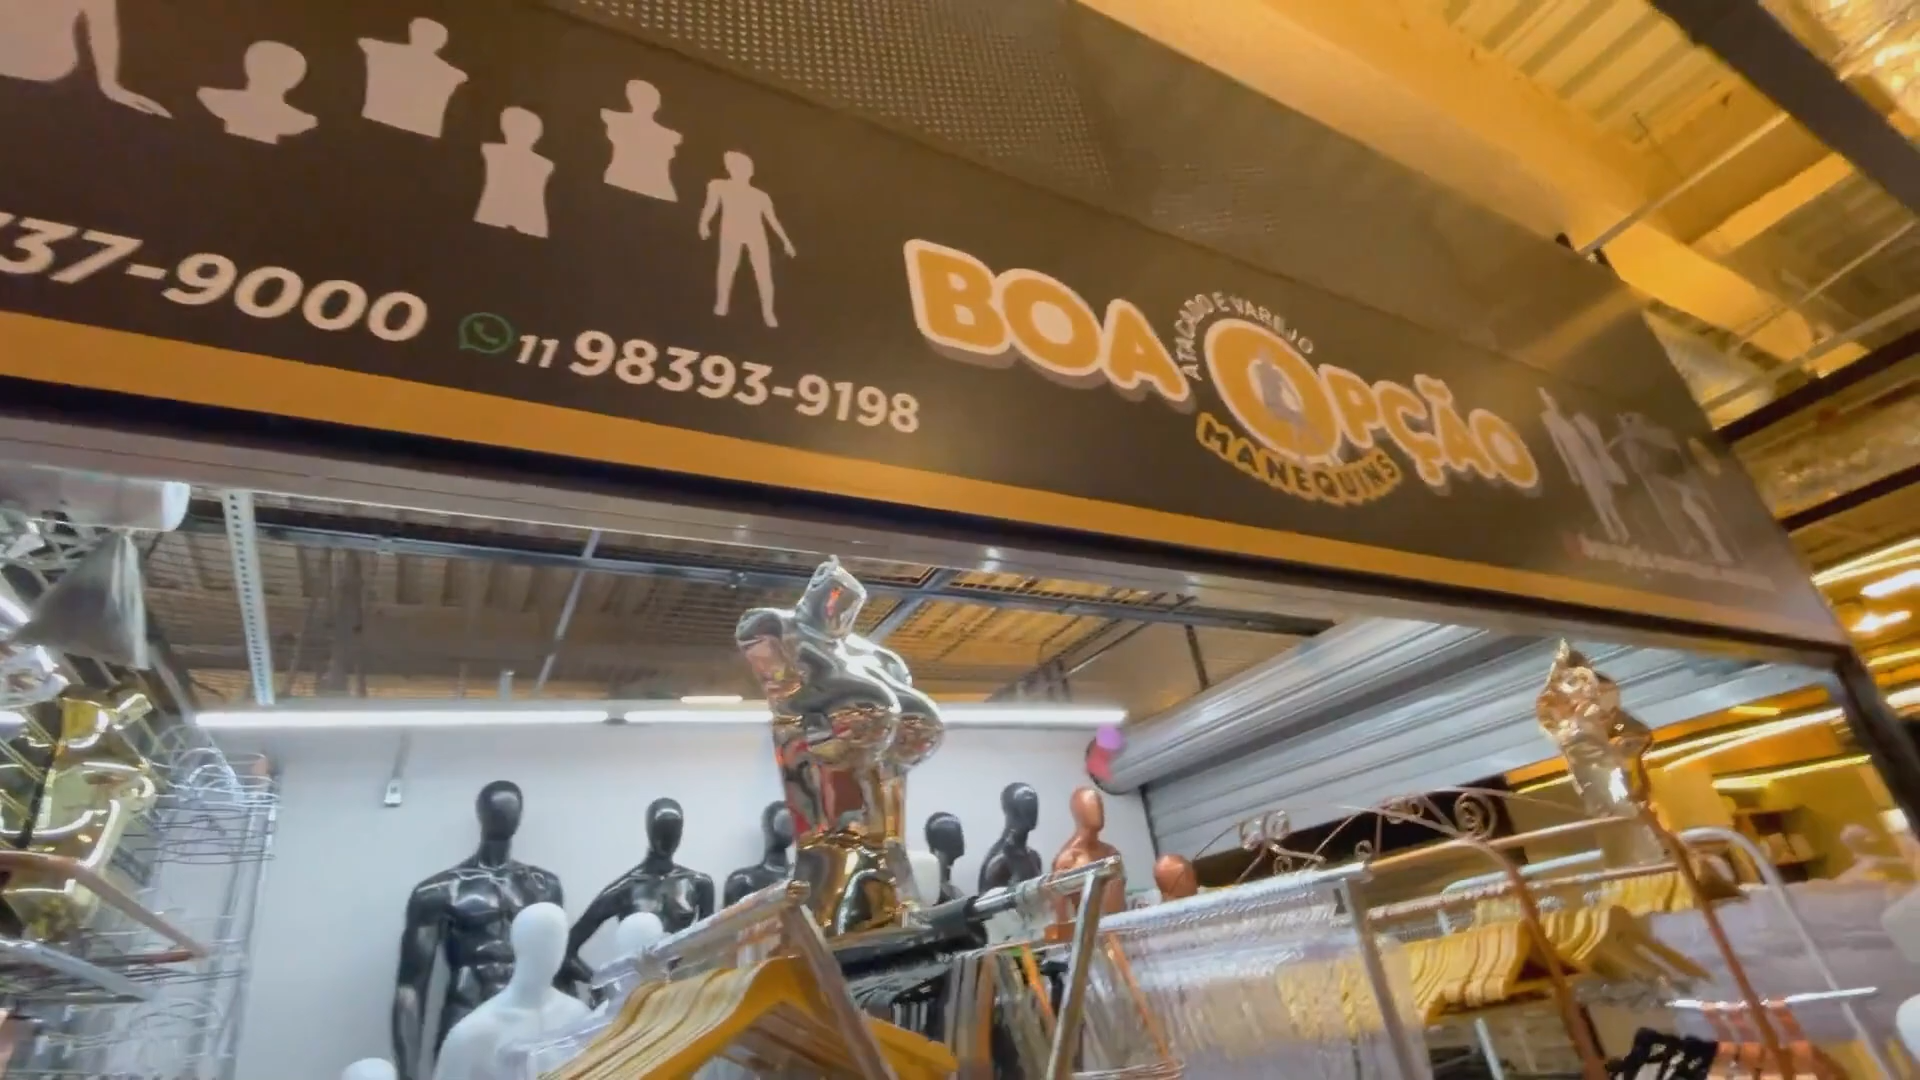 37-9000
11 98393-9198
BOA OPÇÃO
ATACADO E VAREJO
MANEQUINS